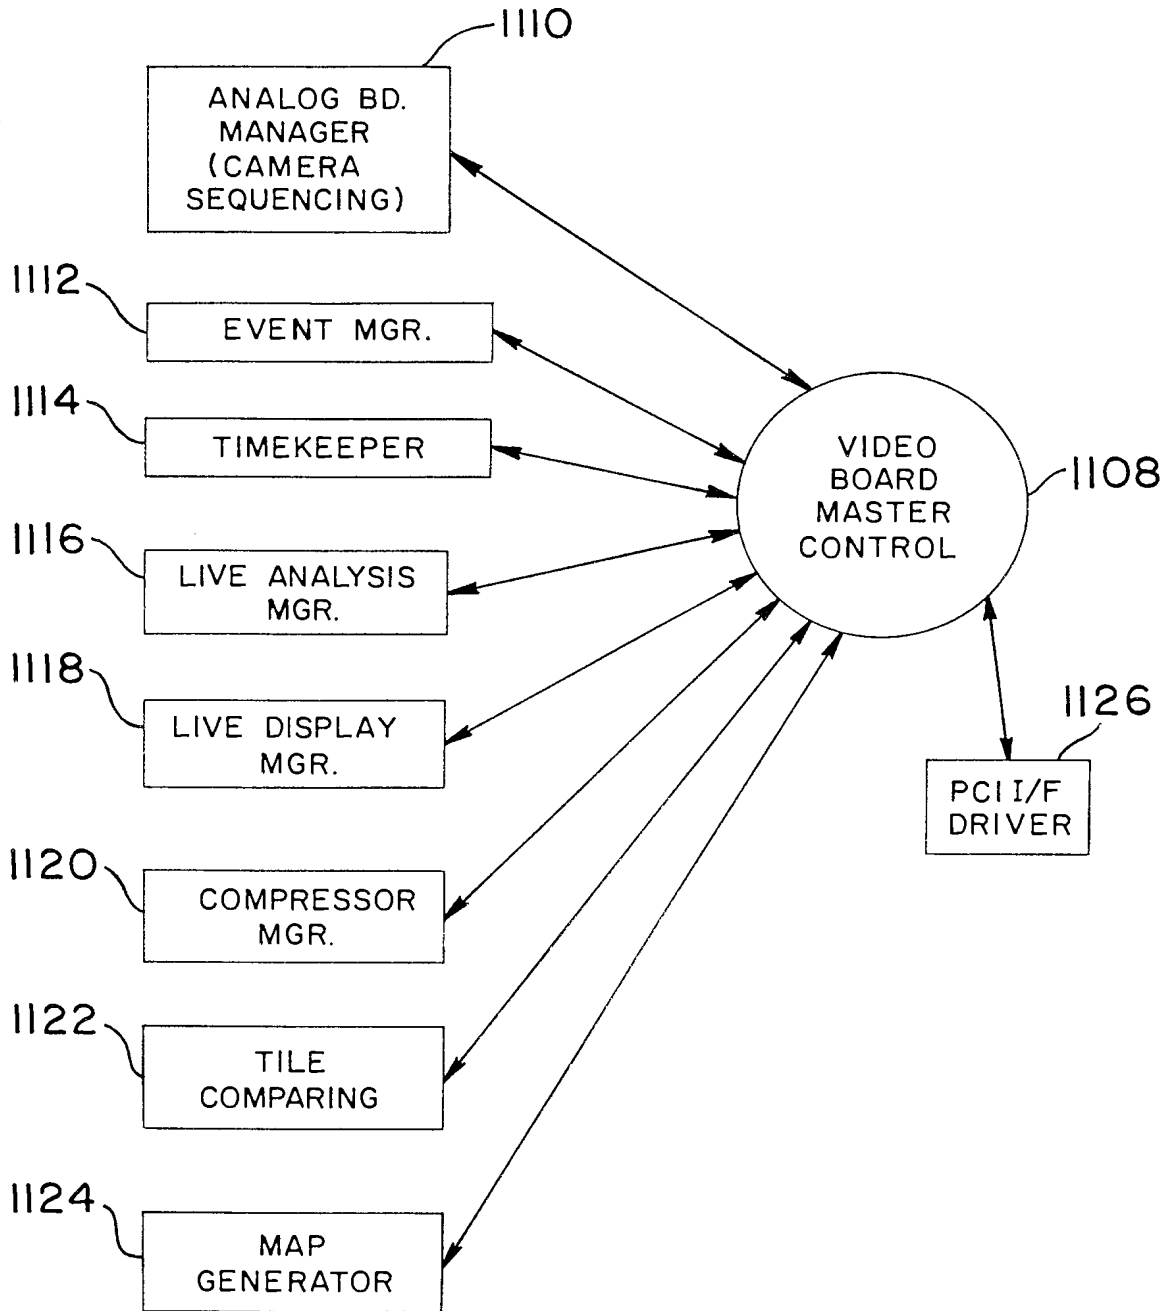 1110
ANALOG BD.
MANAGER
(CAMERA
SEQUENCING)
1112
EVENT MGR.
1114
TIMEKEEPER
1116
LIVE ANALYSIS
MGR.
1118
LIVE DISPLAY
MGR.
1120
COMPRESSOR
MGR.
1122
TILE
COMPARING
1124
MAP
GENERATOR
VIDEO
BOARD
MASTER
CONTROL
1108
1126
PCI I/F
DRIVER